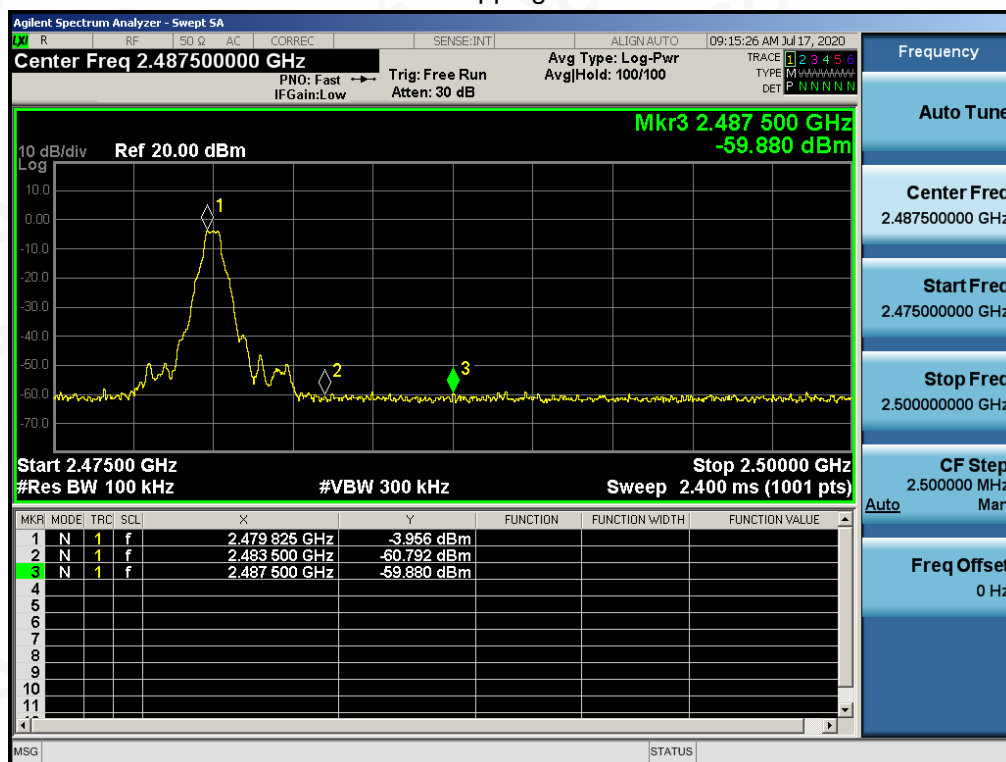 pping
Agilent Spectrum Analyzer - Swept SA
LXI R RF 50 Ω AC CORREC SENSE:INT ALIGN AUTO 09:15:26 AM Jul 17, 2020
Center Freq 2.487500000 GHz
PNO: Fast
IFGain:Low
Trig: Free Run
Atten: 30 dB
Avg Type: Log-Pwr
Avg|Hold: 100/100
TRACE 1 2 3 4 5 6
TYPE M
DET P N N N N N
Mkr3 2.487 500 GHz
-59.880 dBm
10 dB/div
Log
Ref 20.00 dBm
10.0
0.00
-10.0
-20.0
-30.0
-40.0
-50.0
-60.0
-70.0
1
2
3
Start 2.47500 GHz
Stop 2.50000 GHz
#Res BW 100 kHz
#VBW 300 kHz
Sweep 2.400 ms (1001 pts)
MKR MODE TRC SCL X Y FUNCTION FUNCTION WIDTH FUNCTION VALUE
1 N 1 f 2.479 825 GHz -3.956 dBm
2 N 1 f 2.483 500 GHz -60.792 dBm
3 N 1 f 2.487 500 GHz -59.880 dBm
4
5
6
7
8
9
10
11
MSG
STATUS
Frequency
Auto Tune
Center Freq
2.487500000 GHz
Start Freq
2.475000000 GHz
Stop Freq
2.500000000 GHz
CF Step
2.500000 MHz
Auto Man
Freq Offset
0 Hz